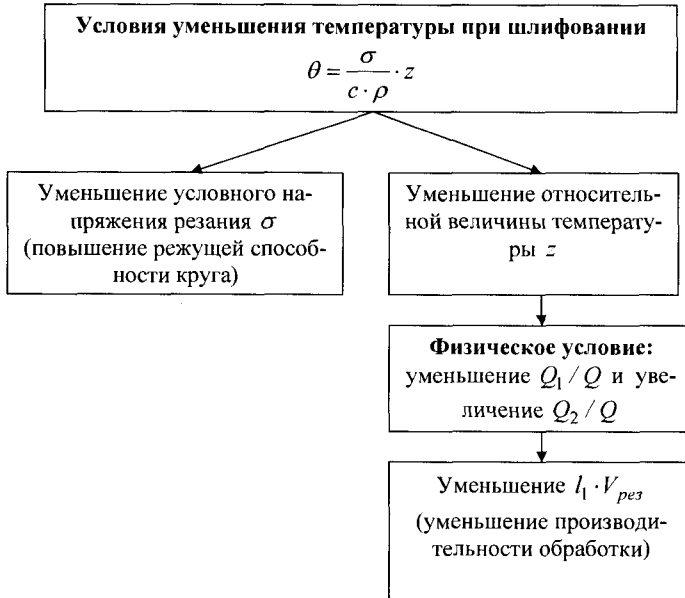 Условия уменьшения температуры при шлифовании
θ = σ / (c · ρ) · z
Уменьшение условного на-
пряжения резания σ
(повышение режущей способ-
ности круга)
Уменьшение относитель-
ной величины температу-
ры z
Физическое условие:
уменьшение Q₁ / Q и уве-
личение Q₂ / Q
Уменьшение l₁ · Vрез
(уменьшение производи-
тельности обработки)